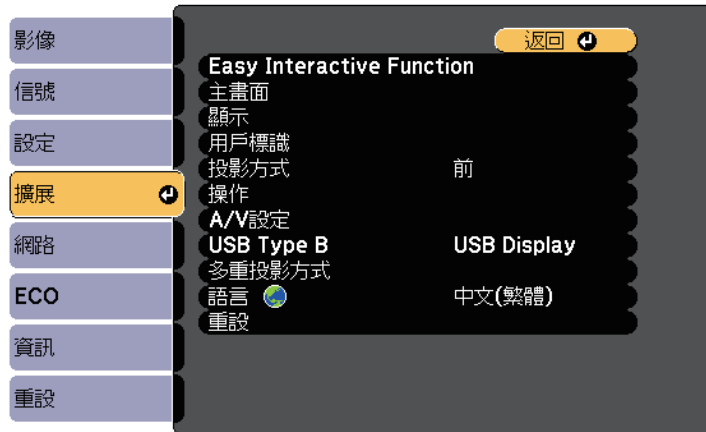 影像
信號
設定
擴展
網路
ECO
資訊
重設
返回
Easy Interactive Function
主畫面
顯示
用戶標識
投影方式 前
操作
A/V設定
USB Type B USB Display
多重投影方式
語言 中文(繁體)
重設